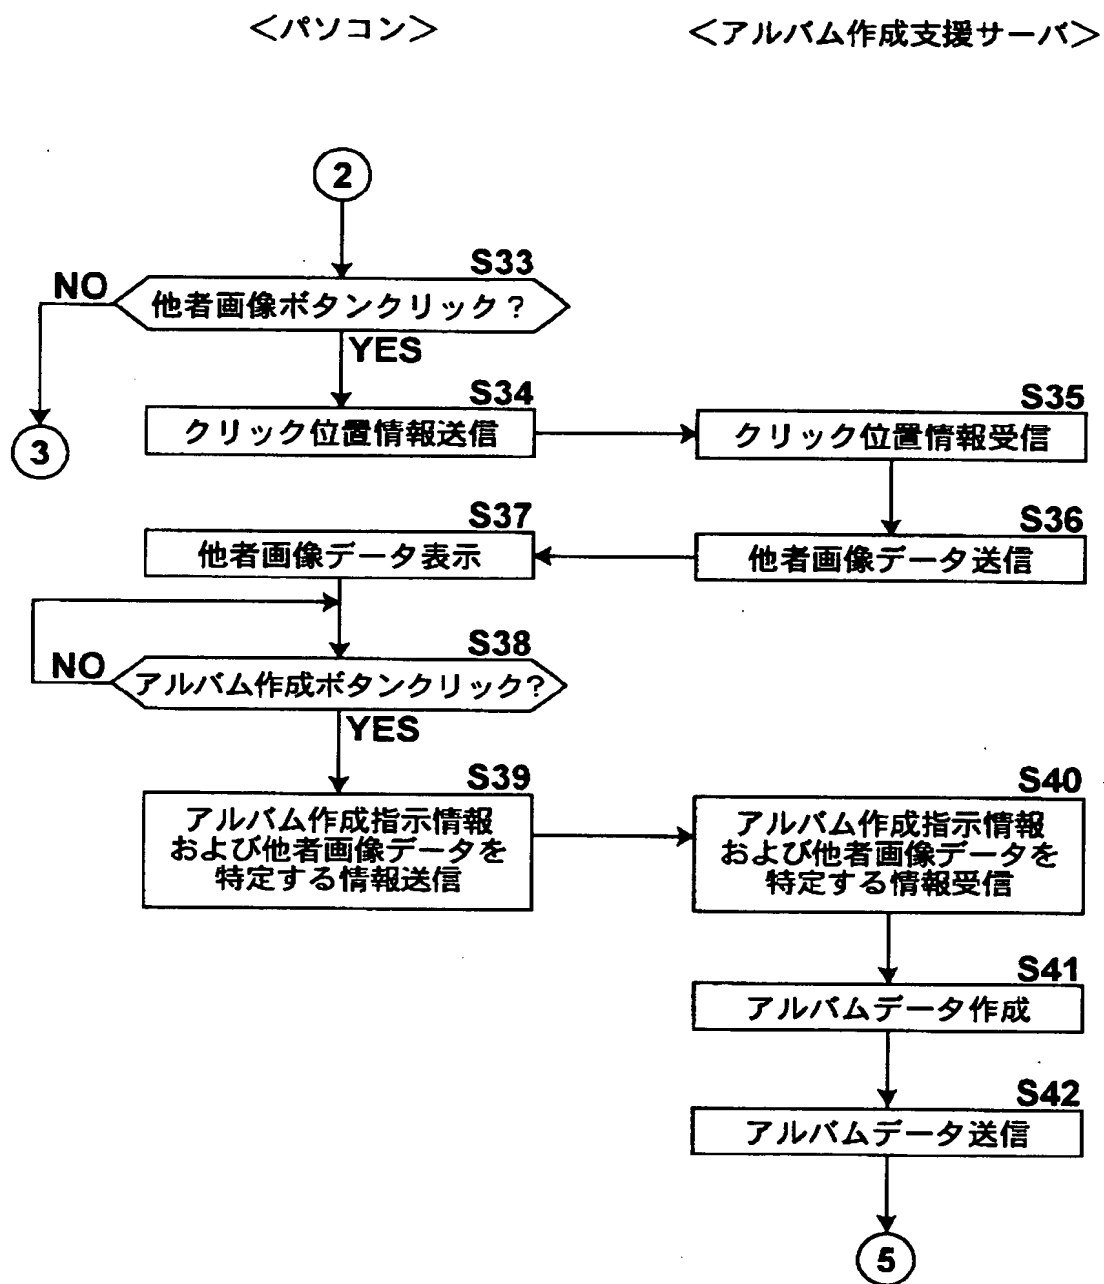 ＜パソコン＞
＜アルバム作成支援サーバ＞
2
S33
NO
他者画像ボタンクリック？
YES
3
S34
クリック位置情報送信
S35
クリック位置情報受信
S37
他者画像データ表示
S36
他者画像データ送信
S38
NO
アルバム作成ボタンクリック？
YES
S39
アルバム作成指示情報
および他者画像データを
特定する情報送信
S40
アルバム作成指示情報
および他者画像データを
特定する情報受信
S41
アルバムデータ作成
S42
アルバムデータ送信
5